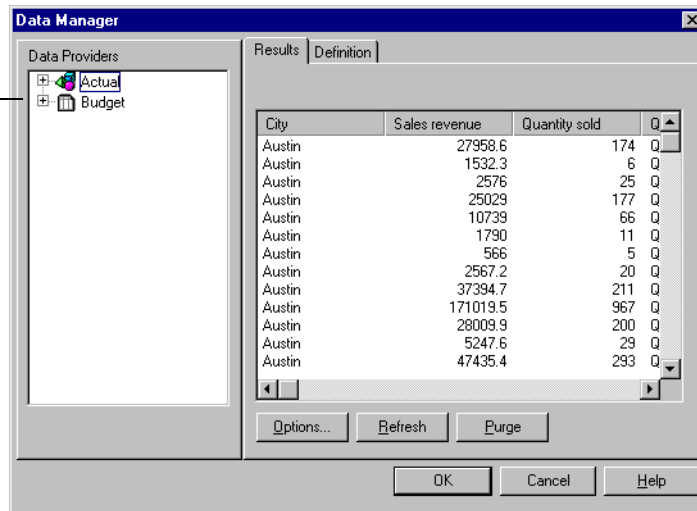 Data Manager
Data Providers
Actual
Budget
Results Definition
City Sales revenue Quantity sold Q
Austin 27958.6 174 Q
Austin 1532.3 6 Q
Austin 2576 25 Q
Austin 25029 177 Q
Austin 10739 66 Q
Austin 1790 11 Q
Austin 566 5 Q
Austin 2567.2 20 Q
Austin 37394.7 211 Q
Austin 171019.5 967 Q
Austin 28009.9 200 Q
Austin 5247.6 29 Q
Austin 47435.4 293 Q
Options... Refresh Purge
OK Cancel Help